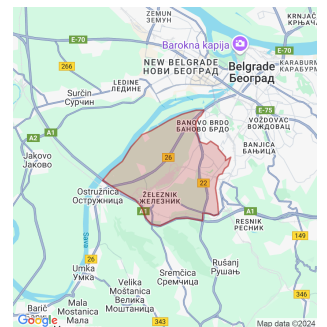 ZEMUN
ЗЕМУН
KRNJAČ
КРЊАЧ
E-70
Barokna kapija
266
NEW BELGRADE
НОВИ БЕОГРАД
Belgrade
Београд
KARABURM
КАРАБУРМ
LEDINE
ЛЕДИНЕ
Surčin
Сурчин
E-70
E-75
A2
BANOVO BRDO
БАНОВО БРДО
VOŽDOVAC
ВОЖДОВАЦ
A1
BANJICA
БАЊИЦА
Jakovo
Јаково
26
22
Ostružnica
Остружница
ŽELEZNIK
ЖЕЛЕЗНИК
A1
A1
RESNIK
РЕСНИК
Sava
149
26
Umka
Умка
Rušanj
Рушањ
Sremčica
Сремчица
Velika
Moštanica
Велика
Моштаница
346
Barič
Барич
Mala
Mostanica
Мала
343
Google
Map data ©2024